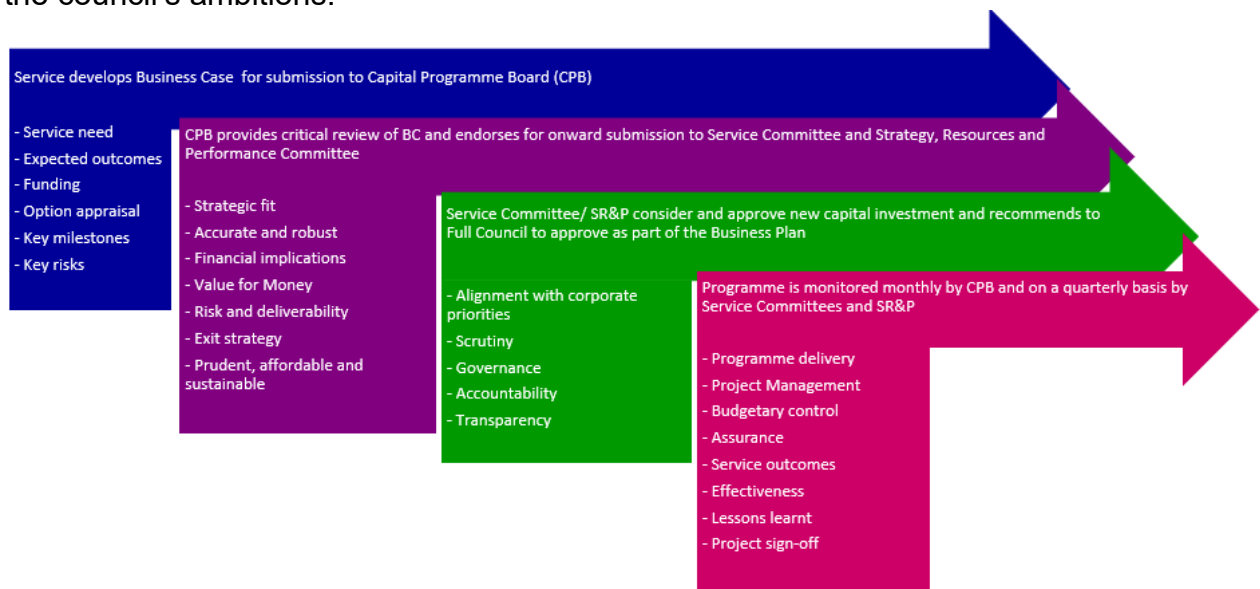 the council's ambitions.
Service develops Business Case for submission to Capital Programme Board (CPB)
- Service need
- Expected outcomes
- Funding
- Option appraisal
- Key milestones
- Key risks
CPB provides critical review of BC and endorses for onward submission to Service Committee and Strategy, Resources and
Performance Committee
- Strategic fit
- Accurate and robust
- Financial implications
- Value for Money
- Risk and deliverability
- Exit strategy
- Prudent, affordable and
sustainable
Service Committee/ SR&P consider and approve new capital investment and recommends to
Full Council to approve as part of the Business Plan
- Alignment with corporate
priorities
- Scrutiny
- Governance
- Accountability
- Transparency
Programme is monitored monthly by CPB and on a quarterly basis by
Service Committees and SR&P
- Programme delivery
- Project Management
- Budgetary control
- Assurance
- Service outcomes
- Effectiveness
- Lessons learnt
- Project sign-off